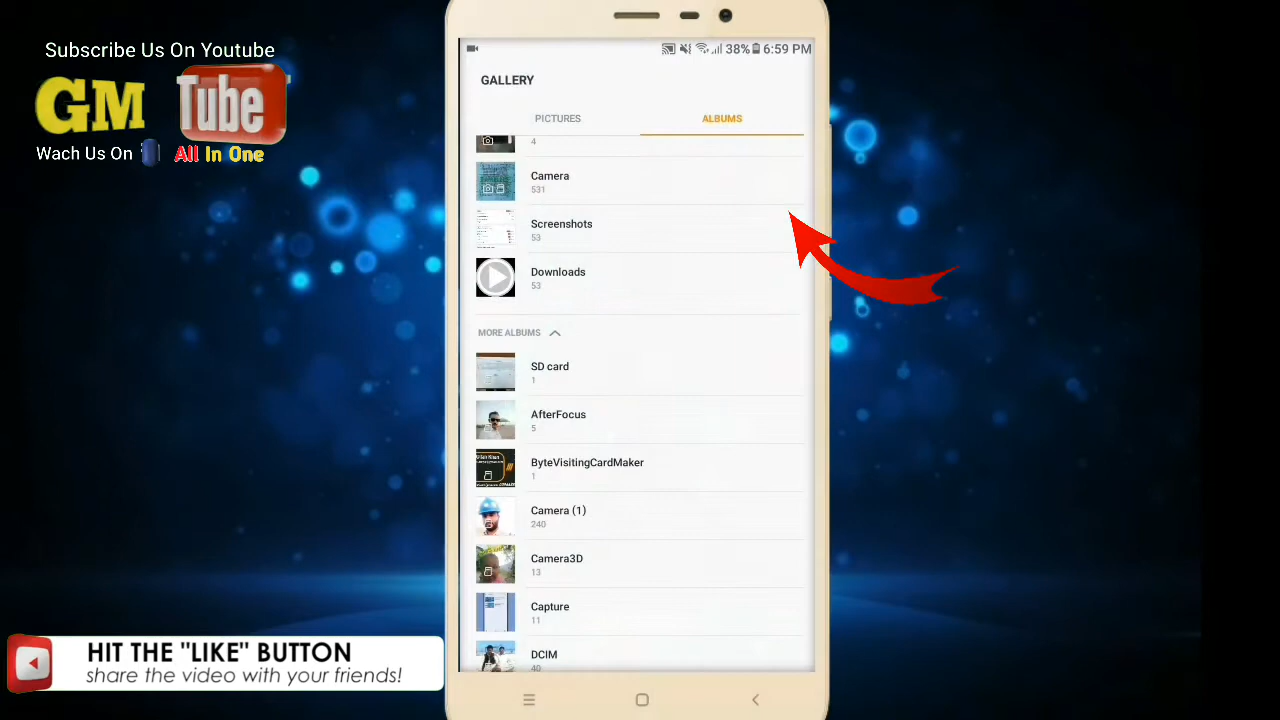 Subscribe Us On Youtube
GM Tube
Wach Us On All In One
38% 6:59 PM
GALLERY
PICTURES ALBUMS
4
Camera
531
Screenshots
53
Downloads
53
MORE ALBUMS
SD card
1
AfterFocus
5
ByteVisitingCardMaker
1
Camera (1)
240
Camera3D
13
Capture
11
DCIM
40
HIT THE "LIKE" BUTTON
share the video with your friends!